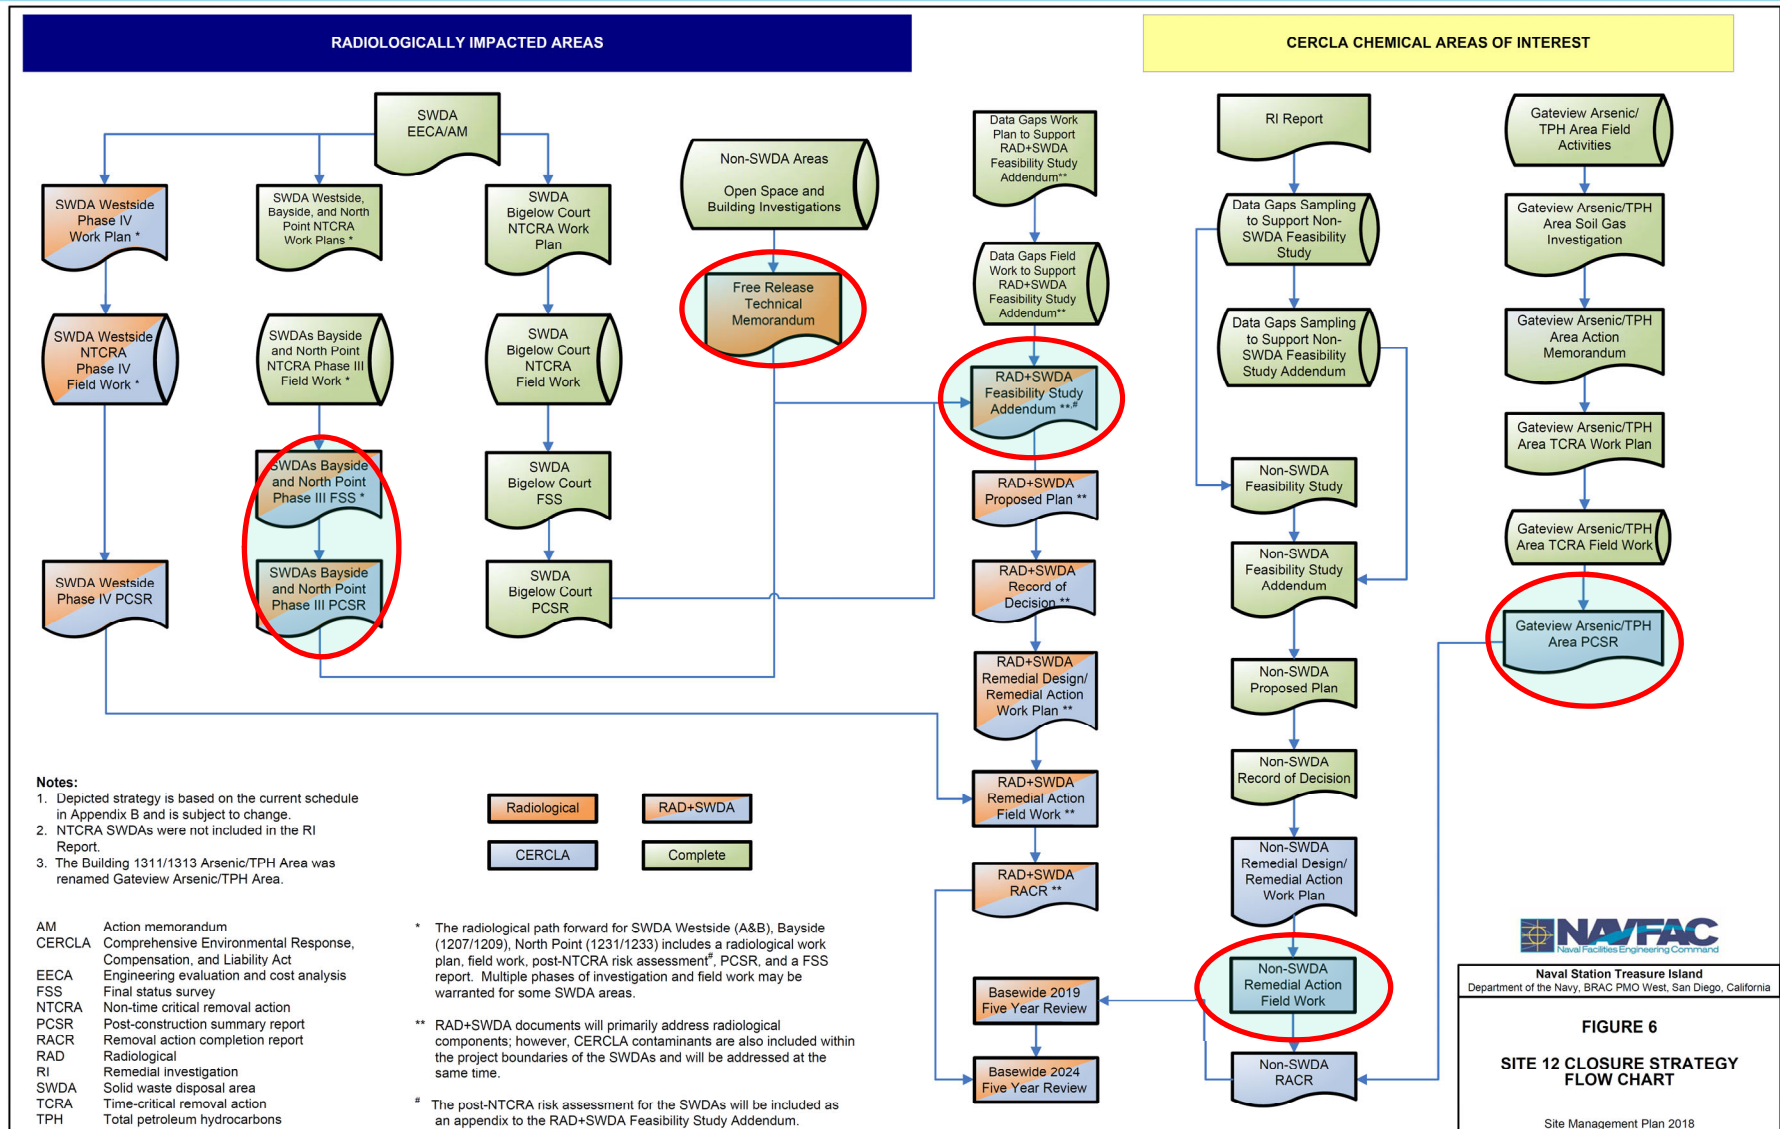 RADIOLOGICALLY IMPACTED AREAS
CERCLA CHEMICAL AREAS OF INTEREST
SWDA
EECA/AM
SWDA Westside
Phase IV
Work Plan *
SWDA Westside
NTCRA
Phase IV
Field Work *
SWDA Westside
Phase IV PCSR
SWDA Westside,
Bayside, and North
Point NTCRA
Work Plans *
SWDAs Bayside
and North Point
NTCRA Phase III
Field Work *
SWDAs Bayside
and North Point
Phase III FSS *
SWDAs Bayside
and North Point
Phase III PCSR
SWDA
Bigelow Court
NTCRA Work
Plan
SWDA
Bigelow Court
NTCRA
Field Work
SWDA
Bigelow Court
FSS
SWDA
Bigelow Court
PCSR
Non-SWDA Areas
Open Space and
Building Investigations
Free Release
Technical
Memorandum
Data Gaps Work
Plan to Support
RAD+SWDA
Feasibility Study
Addendum**
Data Gaps Field
Work to Support
RAD+SWDA
Feasibility Study
Addendum**
RAD+SWDA
Feasibility Study
Addendum **,#
RAD+SWDA
Proposed Plan **
RAD+SWDA
Record of
Decision **
RAD+SWDA
Remedial Design/
Remedial Action
Work Plan **
RAD+SWDA
Remedial Action
Field Work **
RAD+SWDA
RACR **
Basewide 2019
Five Year Review
Basewide 2024
Five Year Review
RI Report
Data Gaps Sampling
to Support Non-
SWDA Feasibility
Study
Data Gaps Sampling
to Support Non-
SWDA Feasibility
Study Addendum
Non-SWDA
Feasibility Study
Non-SWDA
Feasibility Study
Addendum
Non-SWDA
Proposed Plan
Non-SWDA
Record of Decision
Non-SWDA
Remedial Design/
Remedial Action
Work Plan
Non-SWDA
Remedial Action
Field Work
Non-SWDA
RACR
Gateview Arsenic/
TPH Area Field
Activities
Gateview Arsenic/TPH
Area Soil Gas
Investigation
Gateview Arsenic/TPH
Area Action
Memorandum
Gateview Arsenic/TPH
Area TCRA Work Plan
Gateview Arsenic/TPH
Area TCRA Field Work
Gateview Arsenic/TPH
Area PCSR
Notes:
1. Depicted strategy is based on the current schedule
in Appendix B and is subject to change.
2. NTCRA SWDAs were not included in the RI
Report.
3. The Building 1311/1313 Arsenic/TPH Area was
renamed Gateview Arsenic/TPH Area.
Radiological
RAD+SWDA
CERCLA
Complete
AM Action memorandum
CERCLA Comprehensive Environmental Response,
Compensation, and Liability Act
EECA Engineering evaluation and cost analysis
FSS Final status survey
NTCRA Non-time critical removal action
PCSR Post-construction summary report
RACR Removal action completion report
RAD Radiological
RI Remedial investigation
SWDA Solid waste disposal area
TCRA Time-critical removal action
TPH Total petroleum hydrocarbons
* The radiological path forward for SWDA Westside (A&B), Bayside
(1207/1209), North Point (1231/1233) includes a radiological work
plan, field work, post-NTCRA risk assessment#, PCSR, and a FSS
report. Multiple phases of investigation and field work may be
warranted for some SWDA areas.
** RAD+SWDA documents will primarily address radiological
components; however, CERCLA contaminants are also included within
the project boundaries of the SWDAs and will be addressed at the
same time.
# The post-NTCRA risk assessment for the SWDAs will be included as
an appendix to the RAD+SWDA Feasibility Study Addendum.
NAVFAC
Naval Facilities Engineering Command
Naval Station Treasure Island
Department of the Navy, BRAC PMO West, San Diego, California
FIGURE 6
SITE 12 CLOSURE STRATEGY
FLOW CHART
Site Management Plan 2018